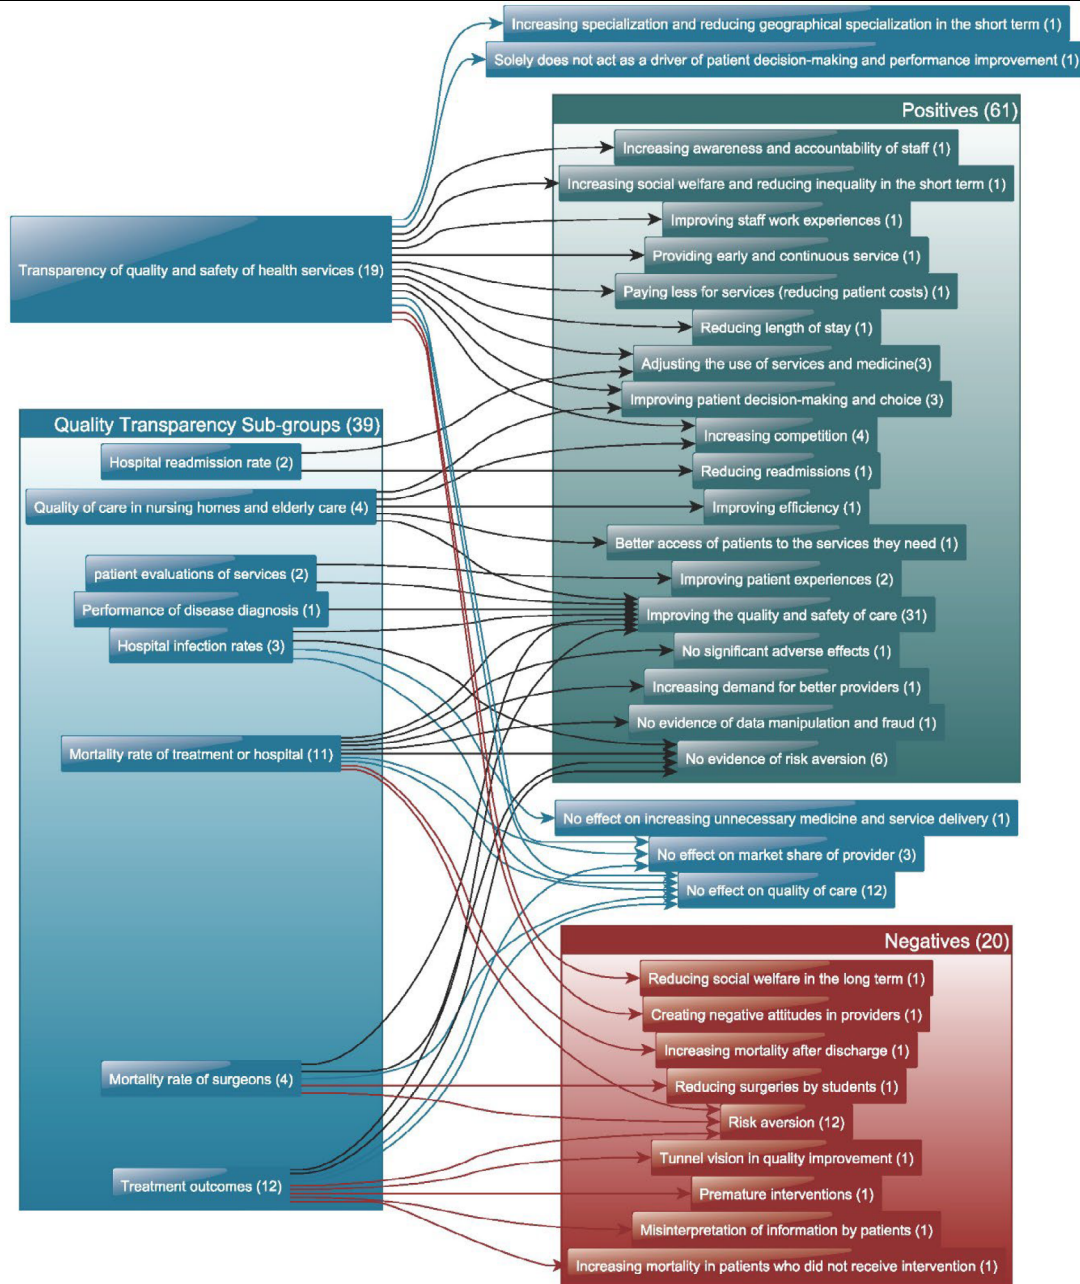 Increasing specialization and reducing geographical specialization in the short term (1)
Solely does not act as a driver of patient decision-making and performance improvement (1)
Positives (61)
Increasing awareness and accountability of staff (1)
Increasing social welfare and reducing inequality in the short term (1)
Improving staff work experiences (1)
Providing early and continuous service (1)
Transparency of quality and safety of health services (19)
Paying less for services (reducing patient costs) (1)
Reducing length of stay (1)
Adjusting the use of services and medicine(3)
Improving patient decision-making and choice (3)
Increasing competition (4)
Reducing readmissions (1)
Improving efficiency (1)
Better access of patients to the services they need (1)
Improving patient experiences (2)
Improving the quality and safety of care (31)
No significant adverse effects (1)
Increasing demand for better providers (1)
No evidence of data manipulation and fraud (1)
No evidence of risk aversion (6)
Quality Transparency Sub-groups (39)
Hospital readmission rate (2)
Quality of care in nursing homes and elderly care (4)
patient evaluations of services (2)
Performance of disease diagnosis (1)
Hospital infection rates (3)
Mortality rate of treatment or hospital (11)
Mortality rate of surgeons (4)
Treatment outcomes (12)
No effect on increasing unnecessary medicine and service delivery (1)
No effect on market share of provider (3)
No effect on quality of care (12)
Negatives (20)
Reducing social welfare in the long term (1)
Creating negative attitudes in providers (1)
Increasing mortality after discharge (1)
Reducing surgeries by students (1)
Risk aversion (12)
Tunnel vision in quality improvement (1)
Premature interventions (1)
Misinterpretation of information by patients (1)
Increasing mortality in patients who did not receive intervention (1)